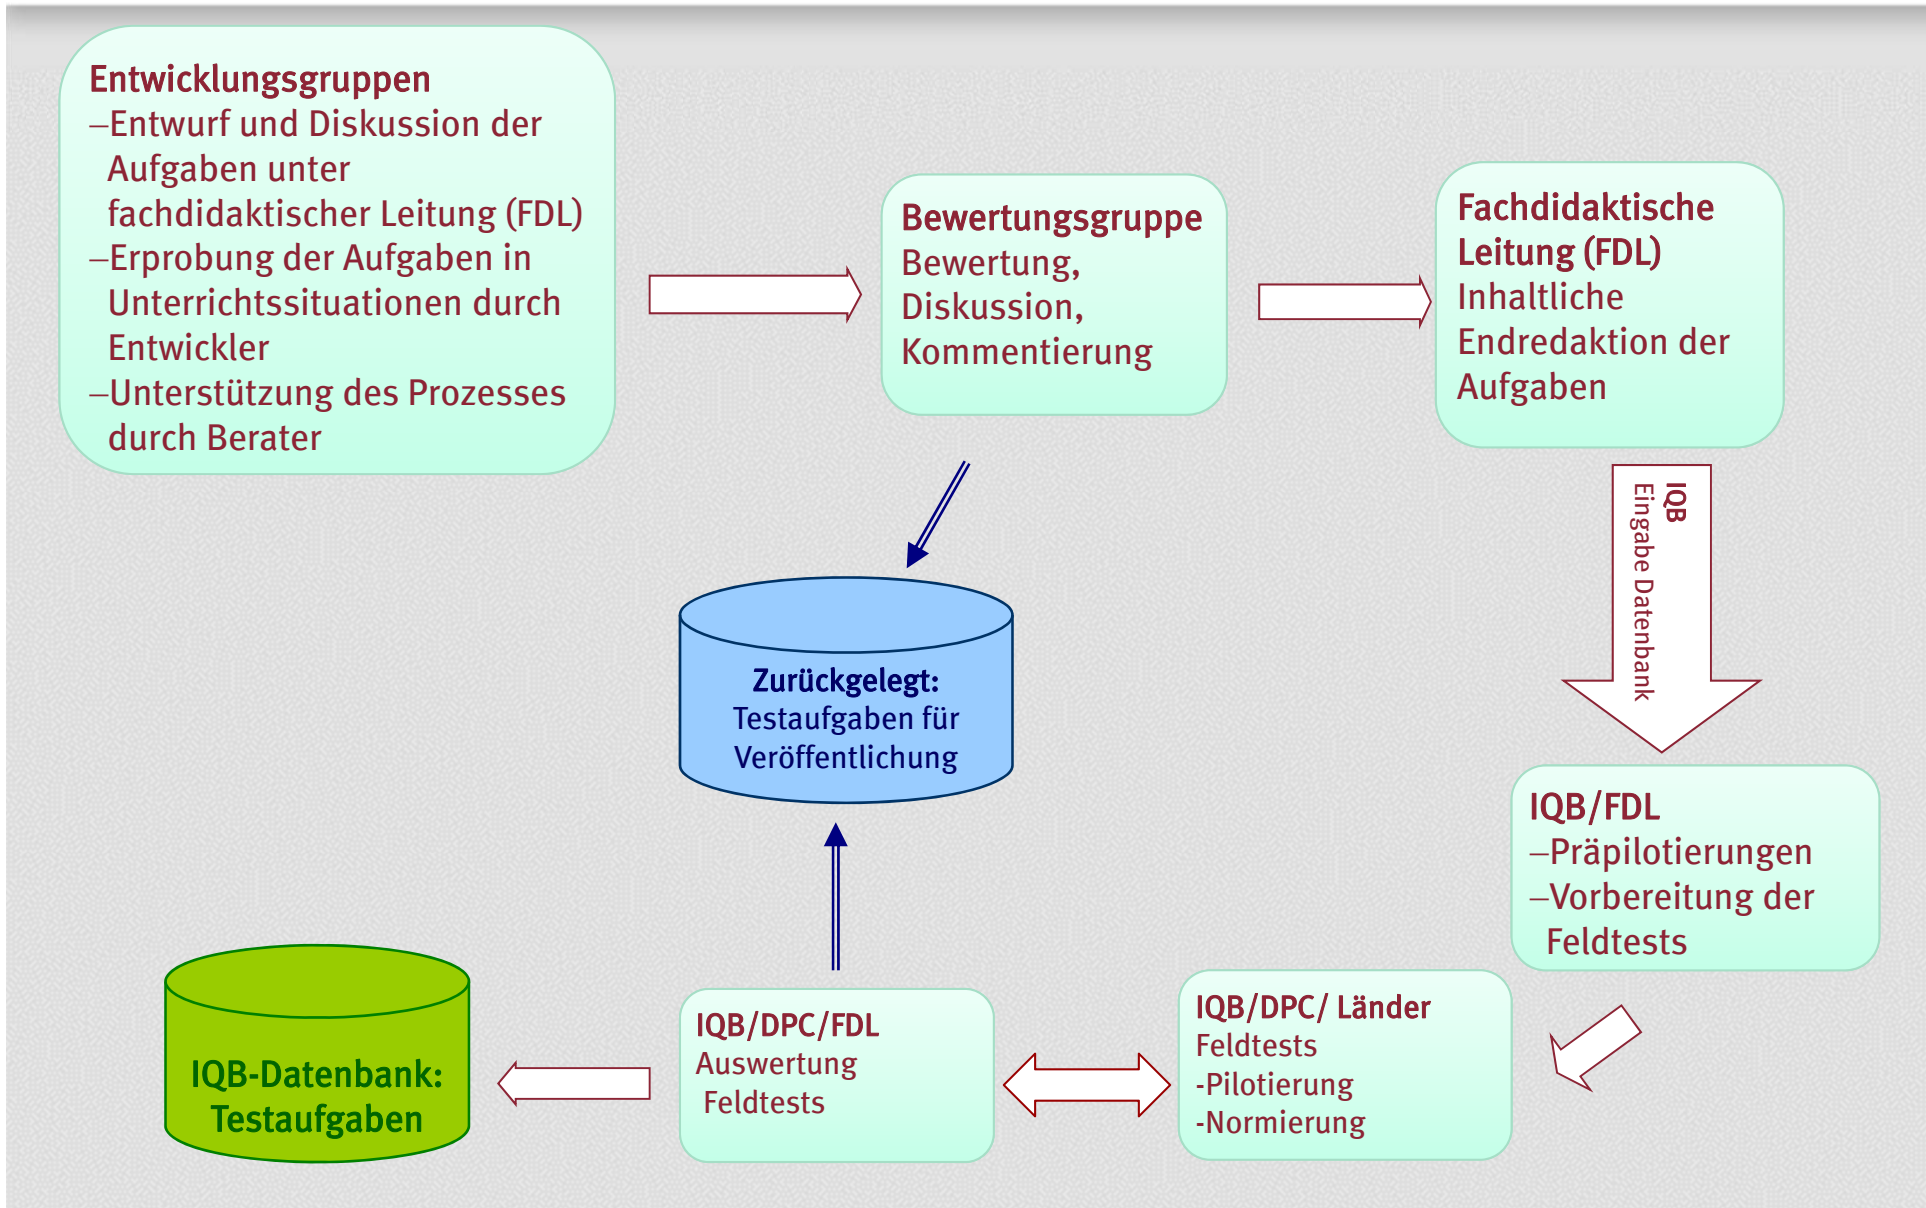 Entwicklungsgruppen
–Entwurf und Diskussion der
Aufgaben unter
fachdidaktischer Leitung (FDL)
–Erprobung der Aufgaben in
Unterrichtssituationen durch
Entwickler
–Unterstützung des Prozesses
durch Berater
Bewertungsgruppe
Bewertung,
Diskussion,
Kommentierung
Fachdidaktische
Leitung (FDL)
Inhaltliche
Endredaktion der
Aufgaben
IQB
Eingabe Datenbank
Zurückgelegt:
Testaufgaben für
Veröffentlichung
IQB/FDL
–Präpilotierungen
–Vorbereitung der
Feldtests
IQB/DPC/ Länder
Feldtests
-Pilotierung
-Normierung
IQB/DPC/FDL
Auswertung
Feldtests
IQB-Datenbank:
Testaufgaben